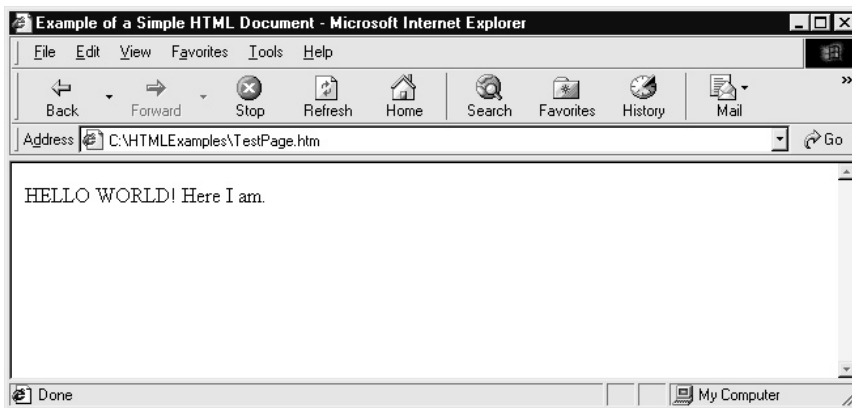 Example of a Simple HTML Document - Microsoft Internet Explorer
File Edit View Favorites Tools Help
Back Forward Stop Refresh Home Search Favorites History Mail »
Address C:\HTMLExamples\TestPage.htm Go
HELLO WORLD! Here I am.
Done My Computer